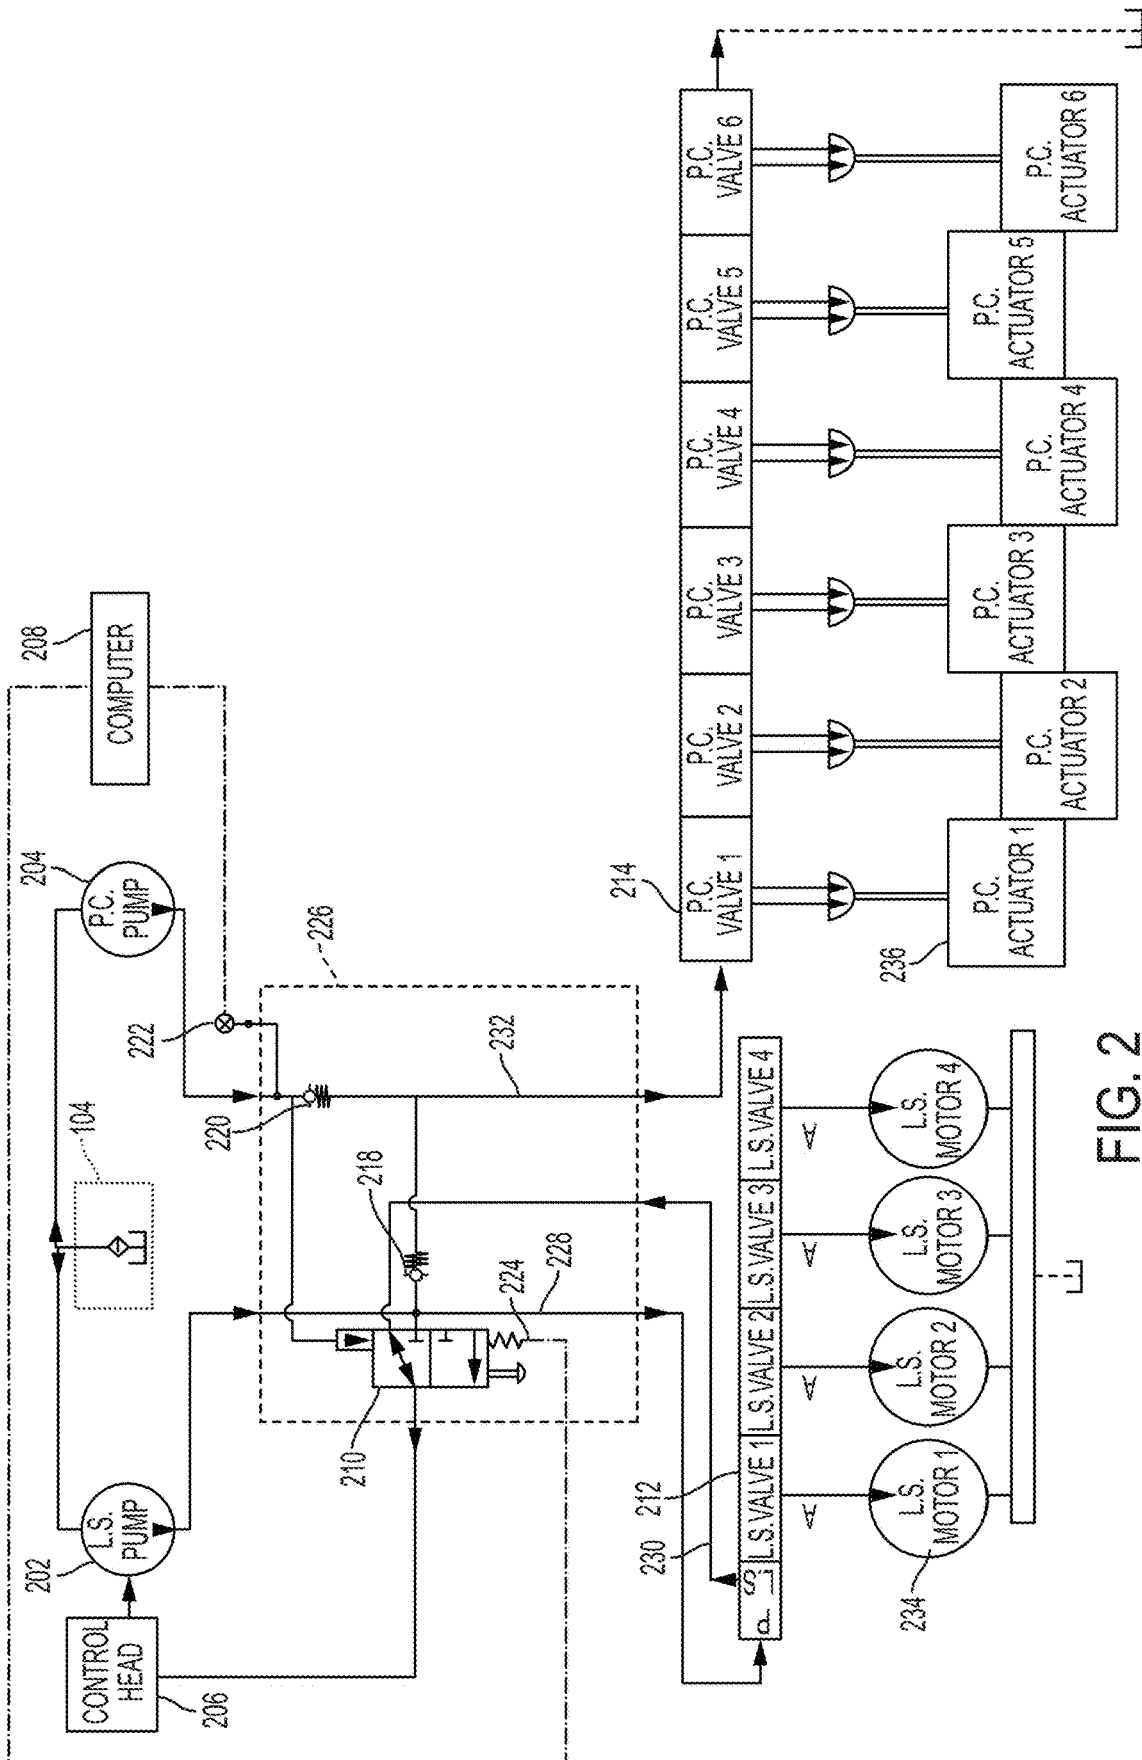 CONTROL
HEAD
206
202
L.S.
PUMP
104
204
P.C.
PUMP
208
COMPUTER
222
226
220
218
232
210
224
228
230
212
p
LS
L.S.VALVE 1
L.S.VALVE 2
L.S.VALVE 3
L.S.VALVE 4
A
A
A
A
234
L.S.
MOTOR 1
L.S.
MOTOR 2
L.S.
MOTOR 3
L.S.
MOTOR 4
214
P.C.
VALVE 1
P.C.
VALVE 2
P.C.
VALVE 3
P.C.
VALVE 4
P.C.
VALVE 5
P.C.
VALVE 6
236
P.C.
ACTUATOR 1
P.C.
ACTUATOR 2
P.C.
ACTUATOR 3
P.C.
ACTUATOR 4
P.C.
ACTUATOR 5
P.C.
ACTUATOR 6
FIG. 2